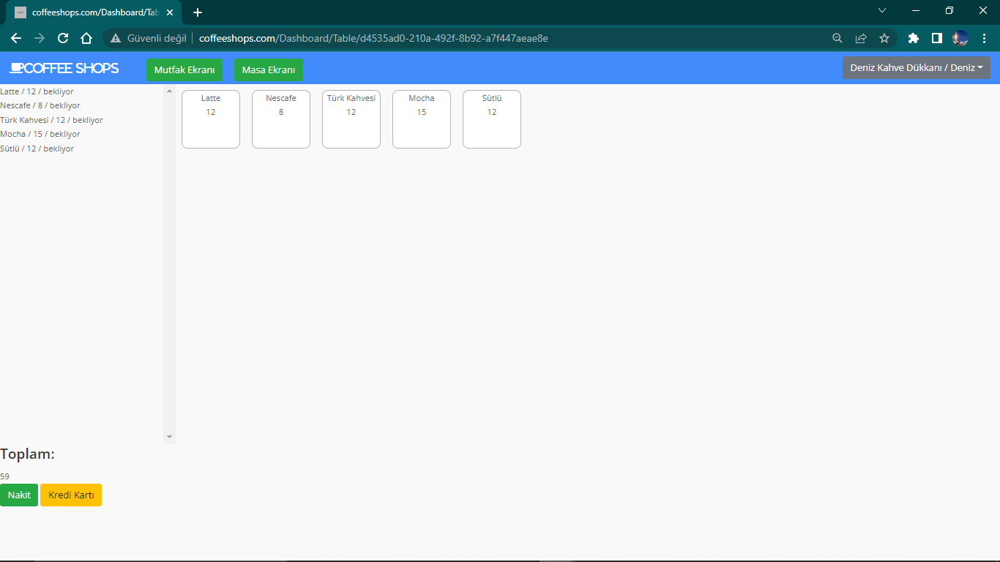 coffeeshops.com/Dashboard/Tab
Güvenli değil coffeeshops.com/Dashboard/Table/d4535ad0-210a-492f-8b92-a7f447aeae8e
COFFEE SHOPS Mutfak Ekranı Masa Ekranı Deniz Kahve Dükkanı / Deniz
Latte / 12 / bekliyor
Nescafe / 8 / bekliyor
Türk Kahvesi / 12 / bekliyor
Mocha / 15 / bekliyor
Sütlü / 12 / bekliyor
Latte
12
Nescafe
8
Türk Kahvesi
12
Mocha
15
Sütlü
12
Toplam:
59
Nakit Kredi Kartı